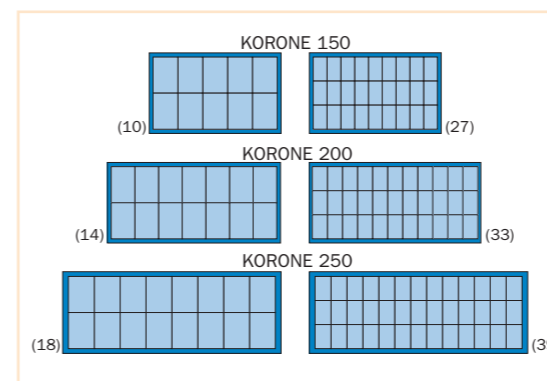 KORONE 150
(10) (27)
KORONE 200
(14) (33)
KORONE 250
(18)